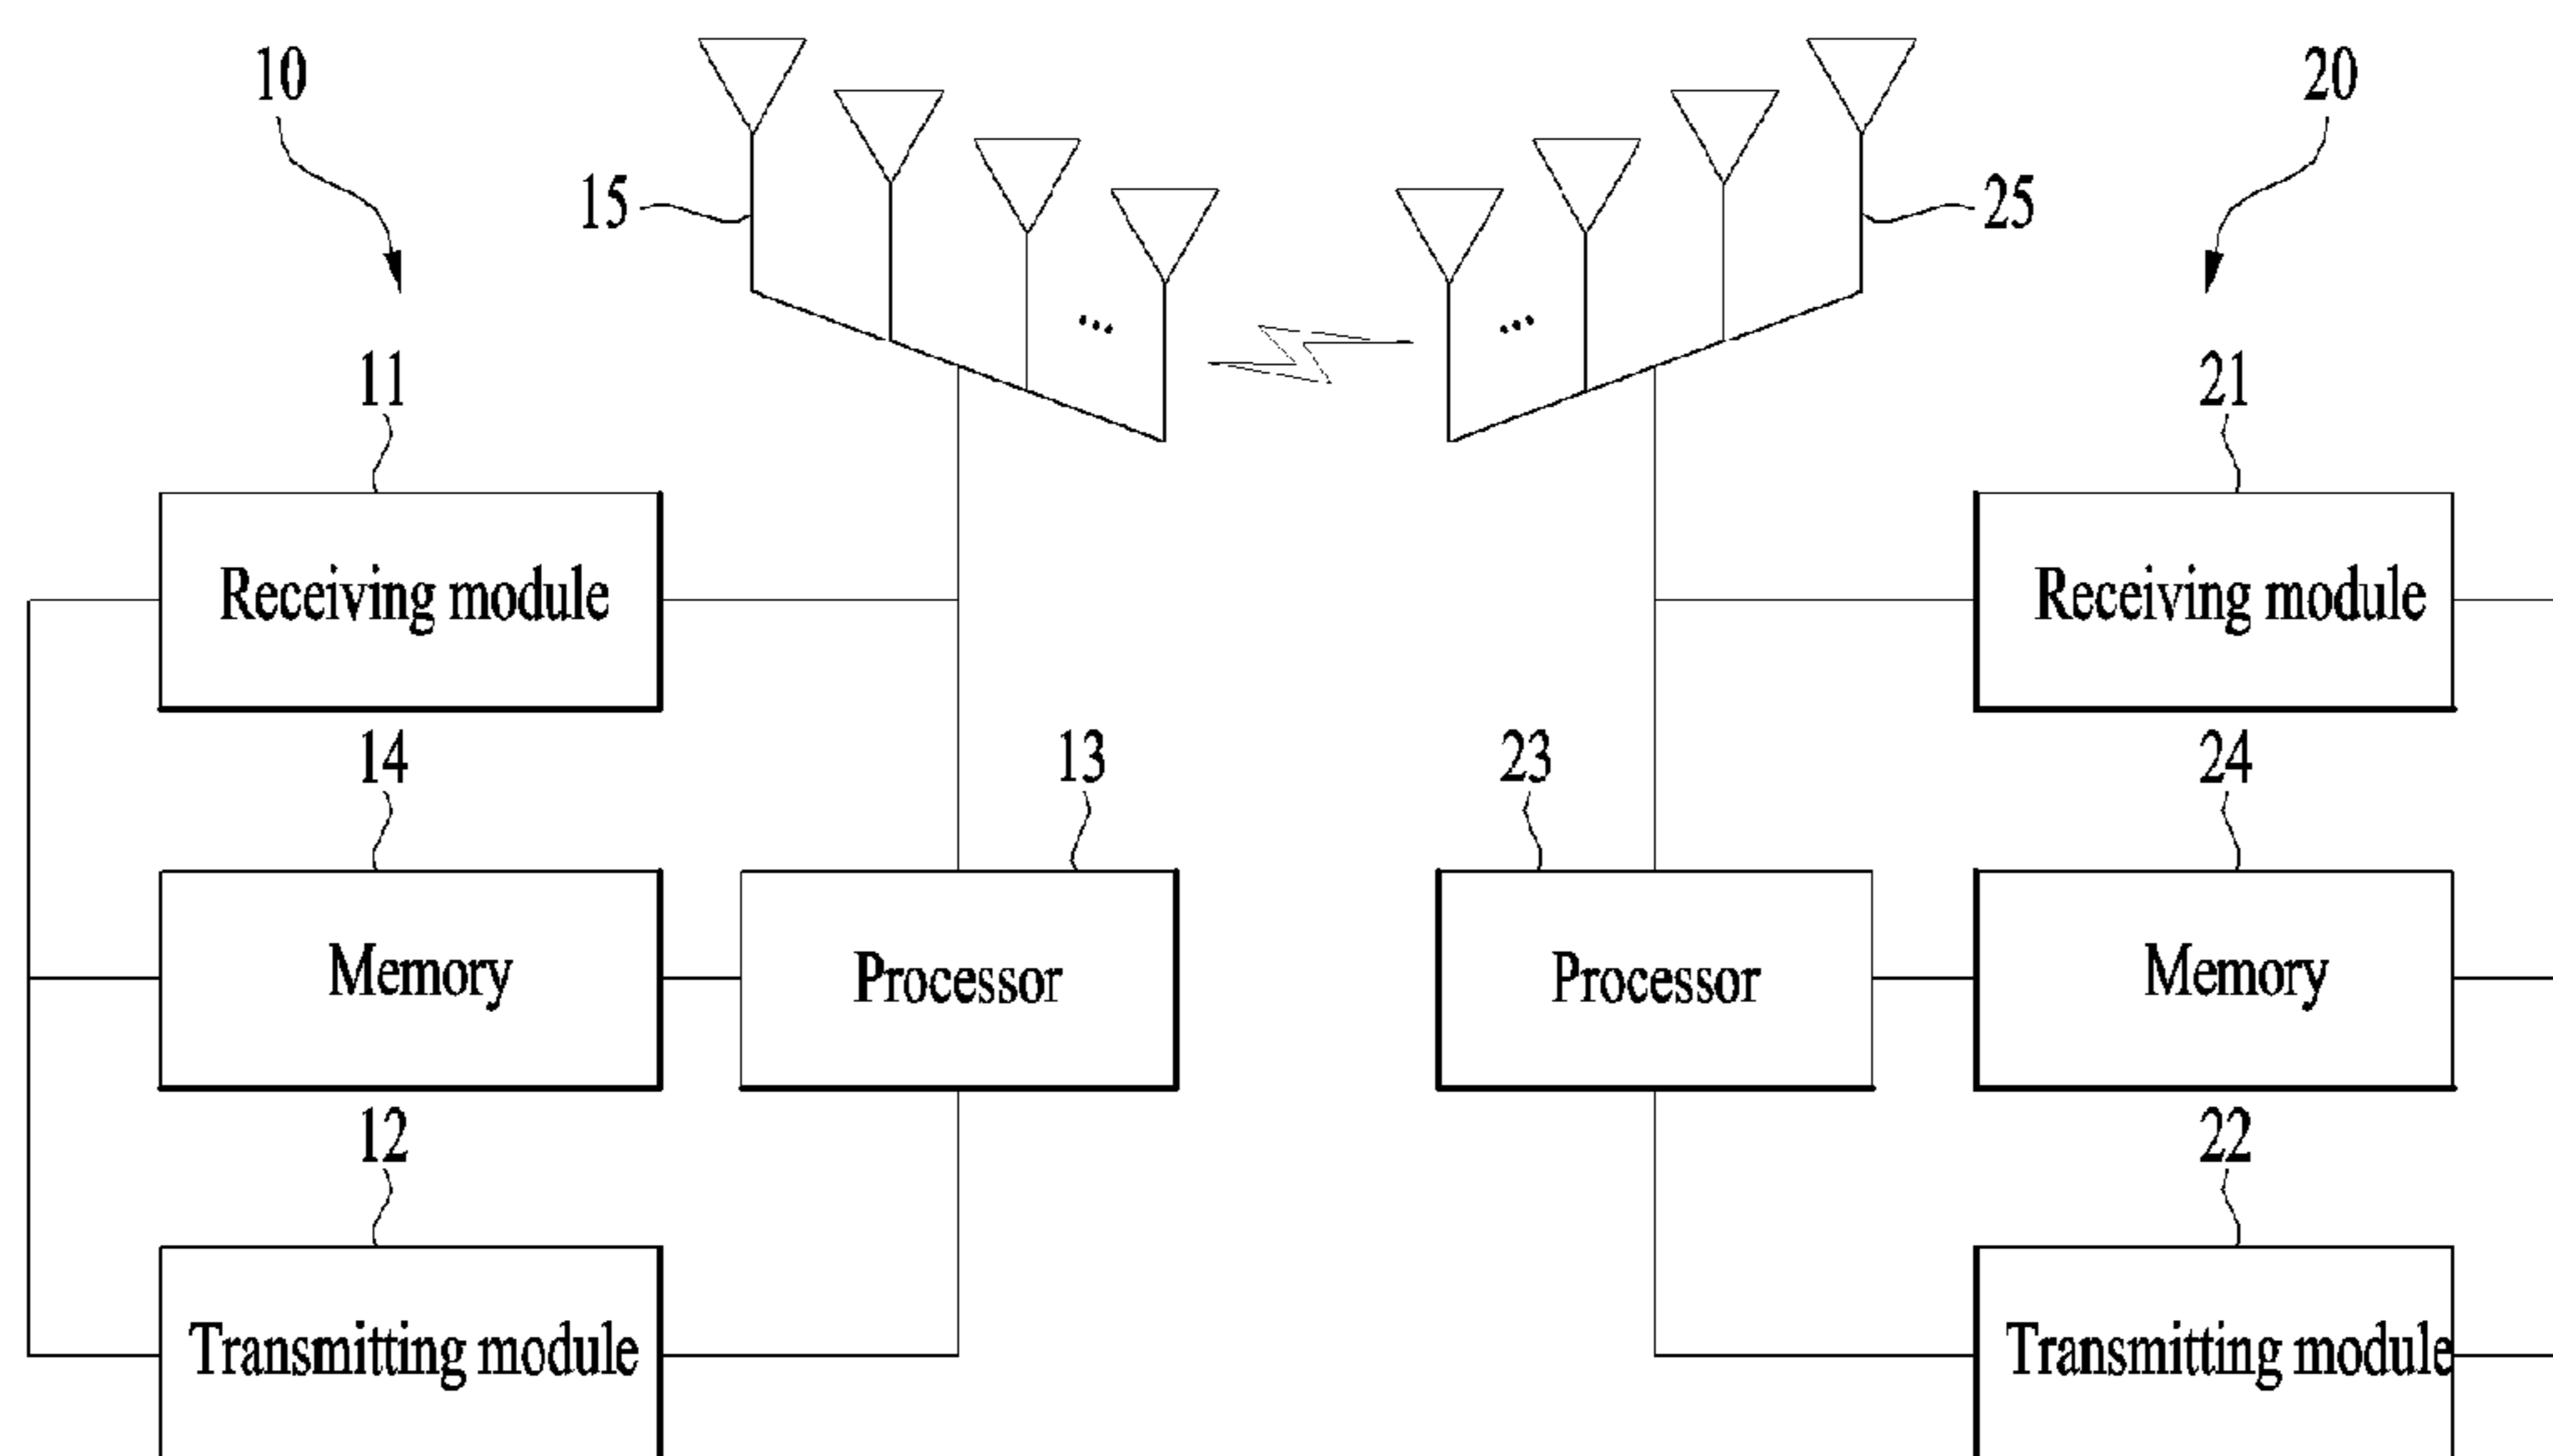 10
20
15
25
11
21
Receiving module
Receiving module
14
13
23
24
Memory
Processor
Processor
Memory
12
22
Transmitting module
Transmitting module